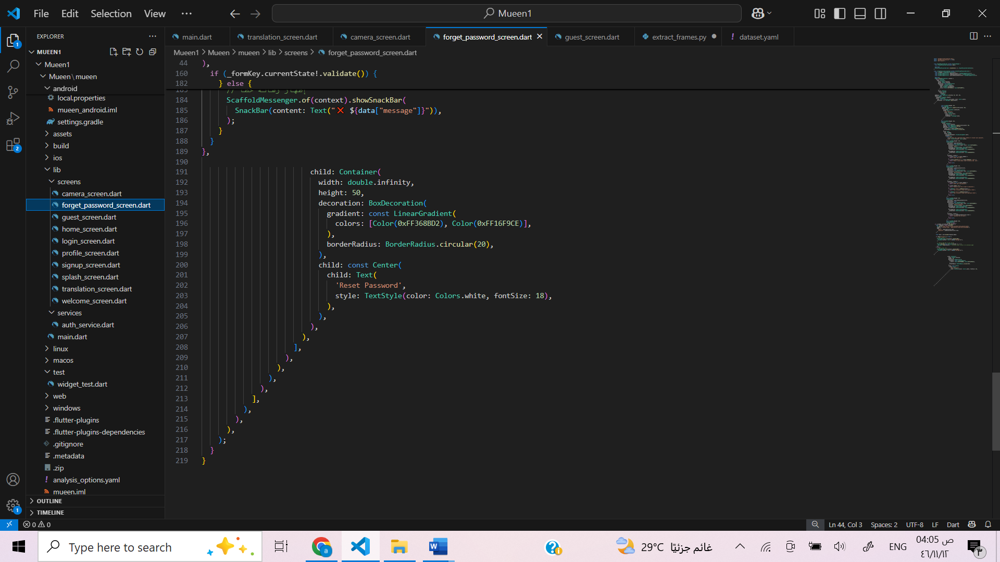 File Edit Selection View ··· Mueen1
EXPLORER
MUEEN1
Mueen1
Mueen \ mueen
android
local.properties
mueen_android.iml
settings.gradle
assets
build
ios
lib
screens
camera_screen.dart
forget_password_screen.dart
guest_screen.dart
home_screen.dart
login_screen.dart
profile_screen.dart
signup_screen.dart
splash_screen.dart
translation_screen.dart
welcome_screen.dart
services
auth_service.dart
main.dart
linux
macos
test
widget_test.dart
web
windows
.flutter-plugins
.flutter-plugins-dependencies
.gitignore
.metadata
.zip
analysis_options.yaml
mueen.iml
OUTLINE
TIMELINE
main.dart translation_screen.dart camera_screen.dart forget_password_screen.dart guest_screen.dart extract_frames.py dataset.yaml
Mueen1 > Mueen > mueen > lib > screens > forget_password_screen.dart
44 ),
160 if (_formKey.currentState!.validate()) {
182 } else {
183 // إظهار رسالة خطأ
184 ScaffoldMessenger.of(context).showSnackBar(
185 SnackBar(content: Text("❌ ${data["message"]}")),
186 );
187 }
188 }
189 },
190
191 child: Container(
192 width: double.infinity,
193 height: 50,
194 decoration: BoxDecoration(
195 gradient: const LinearGradient(
196 colors: [Color(0xFF368BD2), Color(0xFF16F9CE)],
197 ),
198 borderRadius: BorderRadius.circular(20),
199 ),
200 child: const Center(
201 child: Text(
202 'Reset Password',
203 style: TextStyle(color: Colors.white, fontSize: 18),
204 ),
205 ),
206 ),
207 ),
208 ],
209 ),
210 ),
211 ),
212 ),
213 ],
214 ),
215 ),
216 ),
217 );
218 }
219 }
0 0 Ln 44, Col 3 Spaces: 2 UTF-8 LF Dart
Type here to search 29°C غائم جزئيًا ENG 04:05 ص
٤٦/١١/١٢
٣